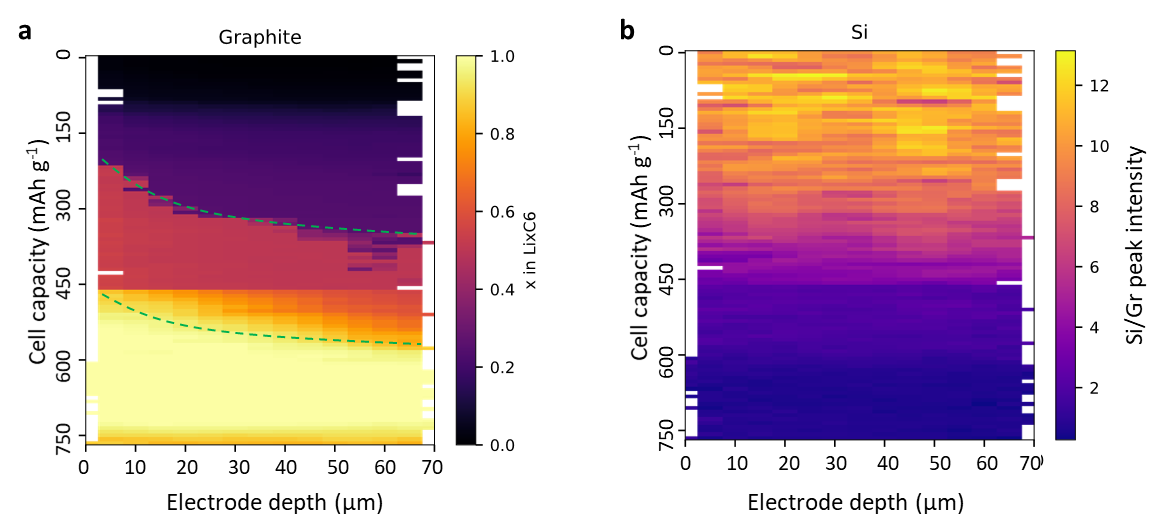 a
Graphite
0
150
300
450
600
750
Cell capacity (mAh g-1)
0 10 20 30 40 50 60 70
Electrode depth (μm)
1.0
0.8
0.6
0.4
0.2
0.0
x in LixC6
b
Si
0
150
300
450
600
750
Cell capacity (mAh g-1)
0 10 20 30 40 50 60 70
Electrode depth (μm)
12
10
8
6
4
2
Si/Gr peak intensity